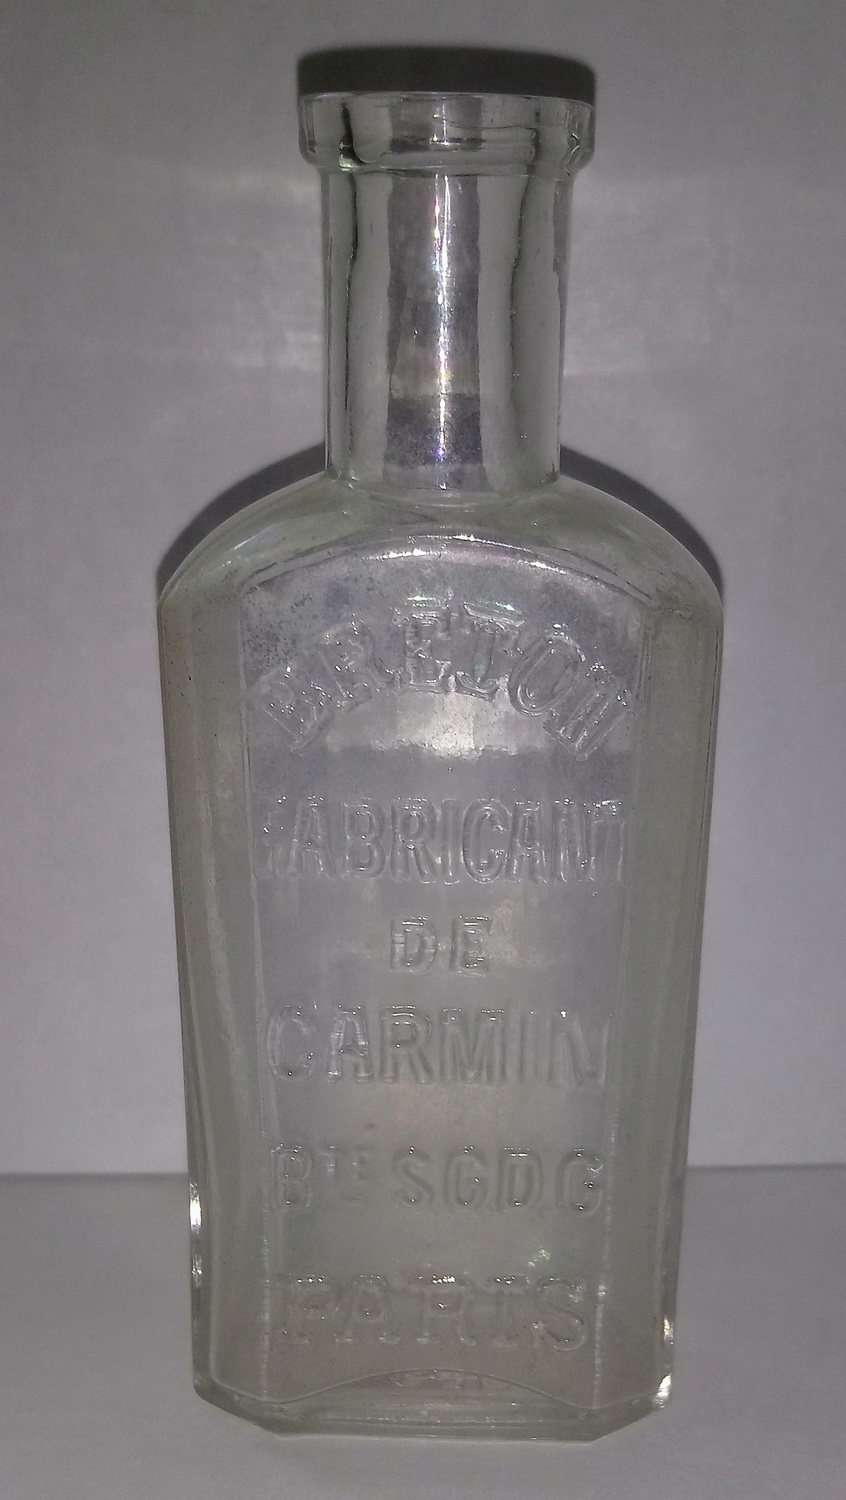 BRETON
FABRICANT
DE
CARMIN
BTÉ S.G.D.G
PARIS